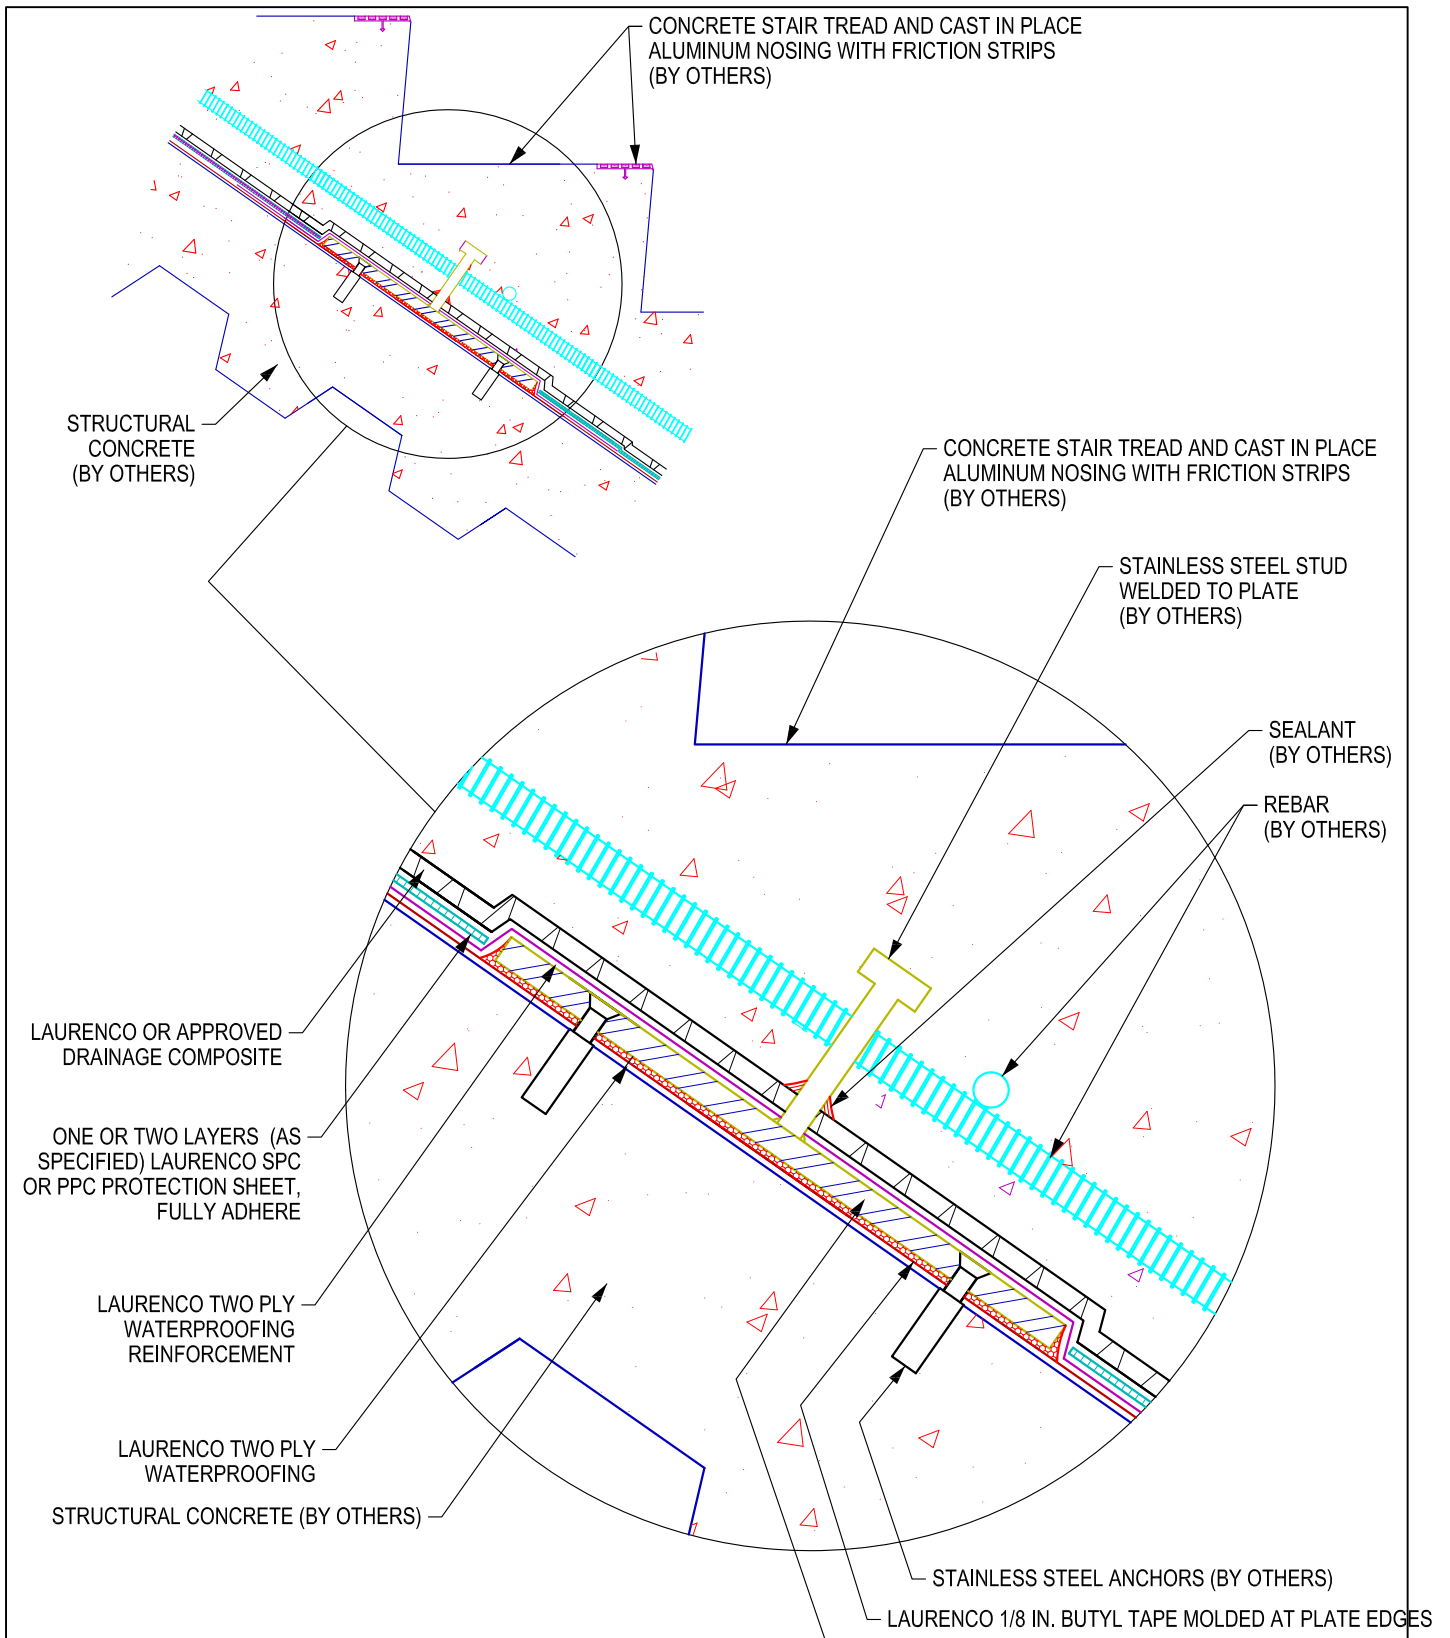 CONCRETE STAIR TREAD AND CAST IN PLACE
ALUMINUM NOSING WITH FRICTION STRIPS
(BY OTHERS)
STRUCTURAL
CONCRETE
(BY OTHERS)
CONCRETE STAIR TREAD AND CAST IN PLACE
ALUMINUM NOSING WITH FRICTION STRIPS
(BY OTHERS)
STAINLESS STEEL STUD
WELDED TO PLATE
(BY OTHERS)
SEALANT
(BY OTHERS)
REBAR
(BY OTHERS)
LAURENCO OR APPROVED
DRAINAGE COMPOSITE
ONE OR TWO LAYERS (AS
SPECIFIED) LAURENCO SPC
OR PPC PROTECTION SHEET,
FULLY ADHERE
LAURENCO TWO PLY
WATERPROOFING
REINFORCEMENT
LAURENCO TWO PLY
WATERPROOFING
STRUCTURAL CONCRETE (BY OTHERS)
STAINLESS STEEL ANCHORS (BY OTHERS)
LAURENCO 1/8 IN. BUTYL TAPE MOLDED AT PLATE EDGES